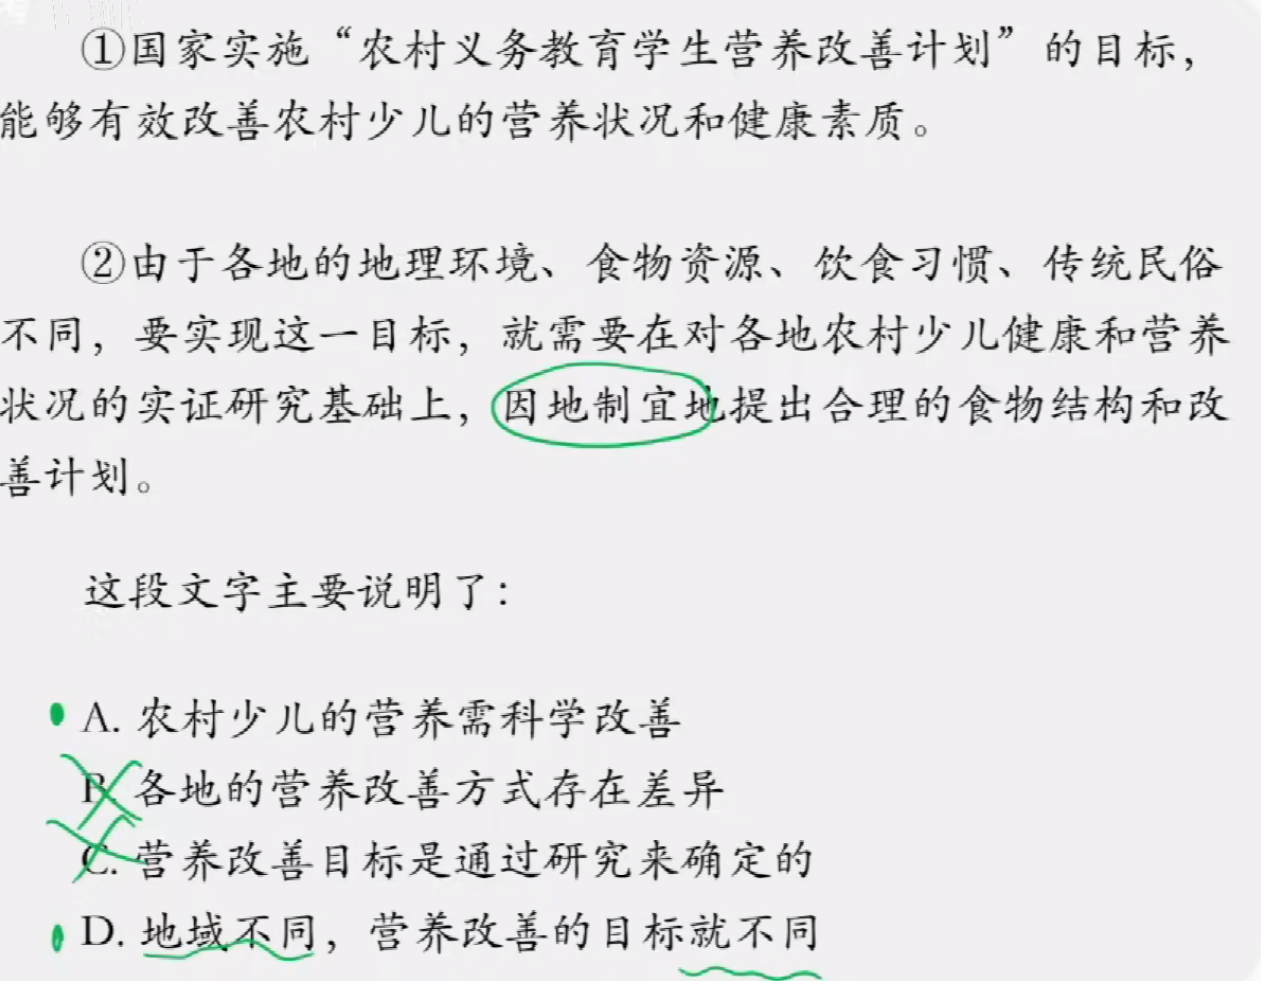 ①国家实施“农村义务教育学生营养改善计划”的目标，
能够有效改善农村少儿的营养状况和健康素质。
②由于各地的地理环境、食物资源、饮食习惯、传统民俗
不同，要实现这一目标，就需要在对各地农村少儿健康和营养
状况的实证研究基础上，因地制宜地提出合理的食物结构和改
善计划。
这段文字主要说明了：
A. 农村少儿的营养需科学改善
B. 各地的营养改善方式存在差异
C. 营养改善目标是通过研究来确定的
D. 地域不同，营养改善的目标就不同